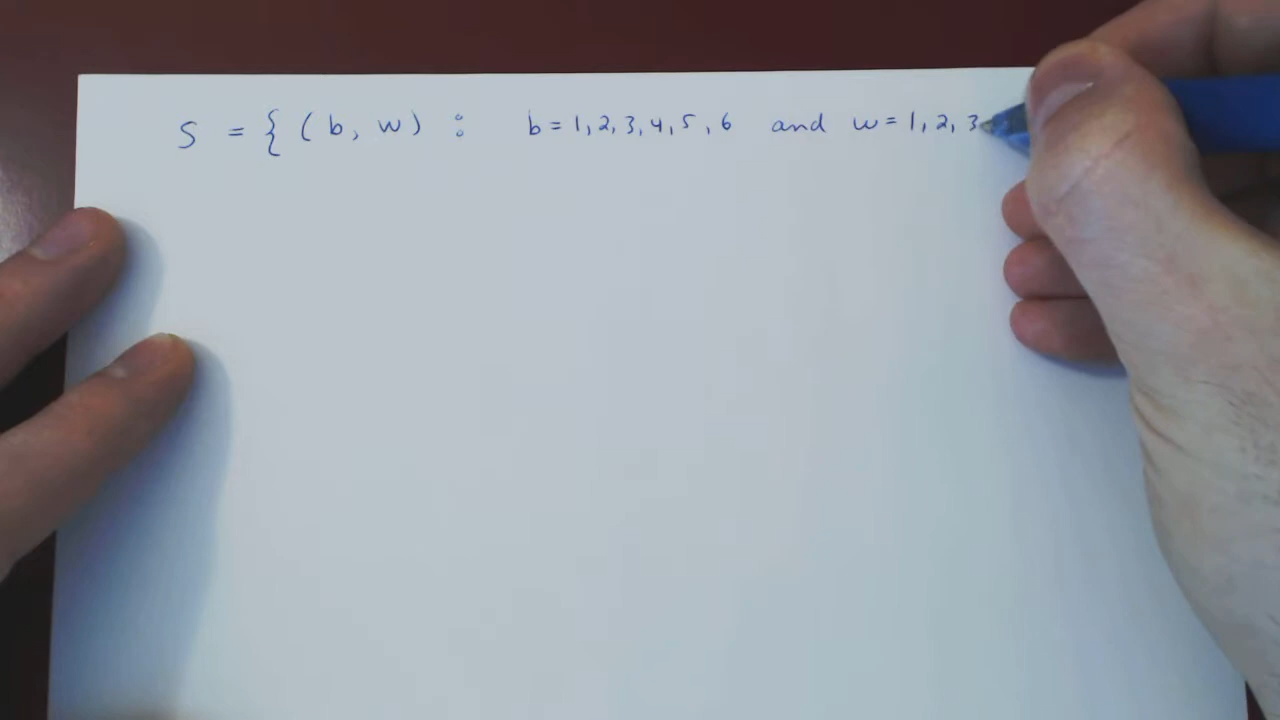 S = { (b, w) : b = 1, 2, 3, 4, 5, 6 and w = 1, 2, 3